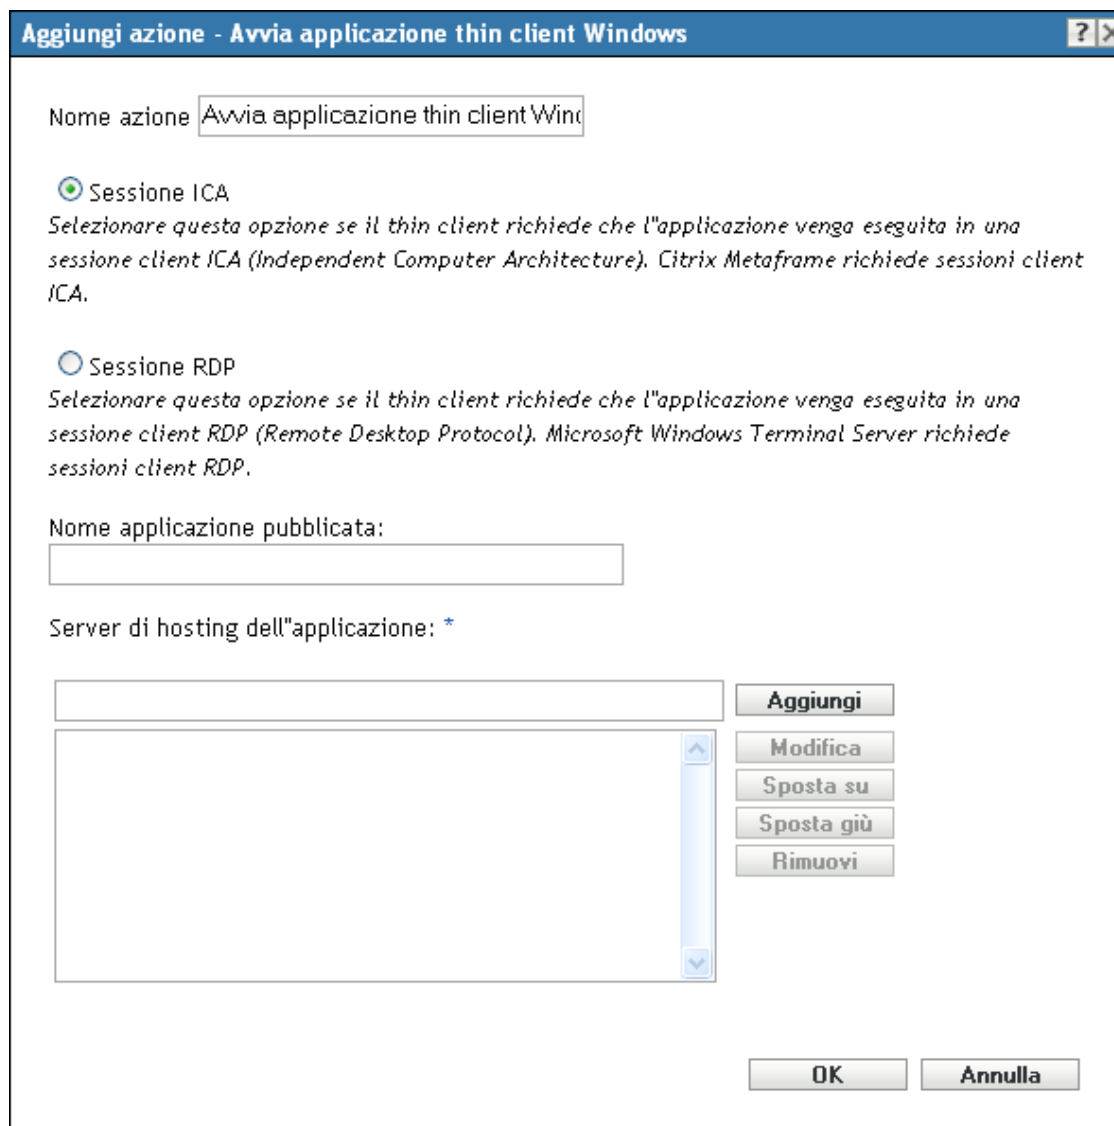 Aggiungi azione - Avvia applicazione thin client Windows
Nome azione Avvia applicazione thin client Wind
Sessione ICA
Selezionare questa opzione se il thin client richiede che l"applicazione venga eseguita in una
sessione client ICA (Independent Computer Architecture). Citrix Metaframe richiede sessioni client
ICA.
Sessione RDP
Selezionare questa opzione se il thin client richiede che l"applicazione venga eseguita in una
sessione client RDP (Remote Desktop Protocol). Microsoft Windows Terminal Server richiede
sessioni client RDP.
Nome applicazione pubblicata:
Server di hosting dell"applicazione: *
Aggiungi
Modifica
Sposta su
Sposta giù
Rimuovi
OK Annulla